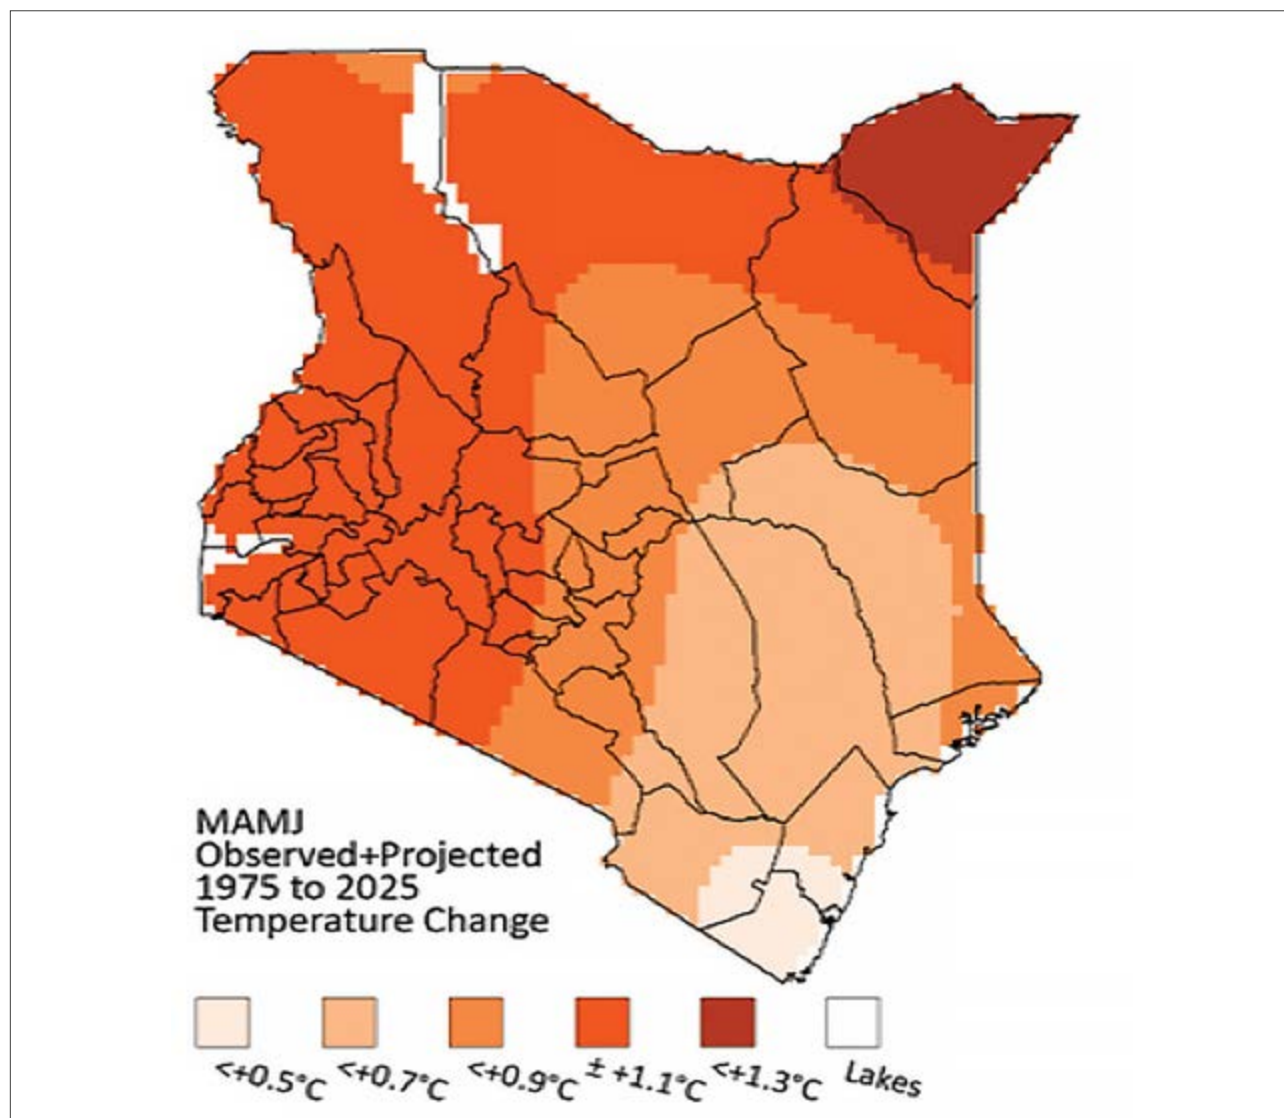 MAMJ
Observed+Projected
1975 to 2025
Temperature Change
<+0.5°C <+0.7°C <+0.9°C ± +1.1°C <+1.3°C Lakes